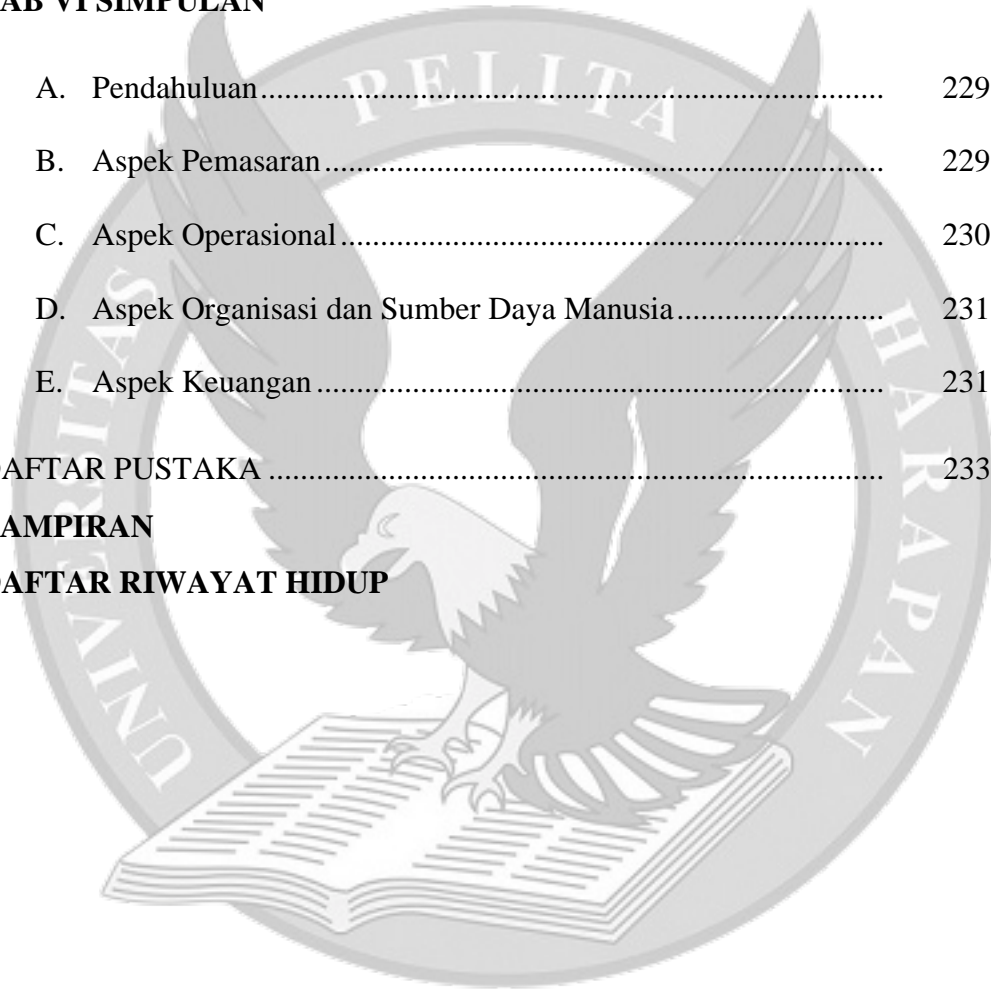 AB VI SIMPULAN
A. Pendahuluan............................................................................. 229
B. Aspek Pemasaran..................................................................... 229
C. Aspek Operasional................................................................... 230
D. Aspek Organisasi dan Sumber Daya Manusia.......................... 231
E. Aspek Keuangan...................................................................... 231
AFTAR PUSTAKA............................................................................ 233
AMPIRAN
AFTAR RIWAYAT HIDUP
UNIVERSITAS PELITA HARAPAN